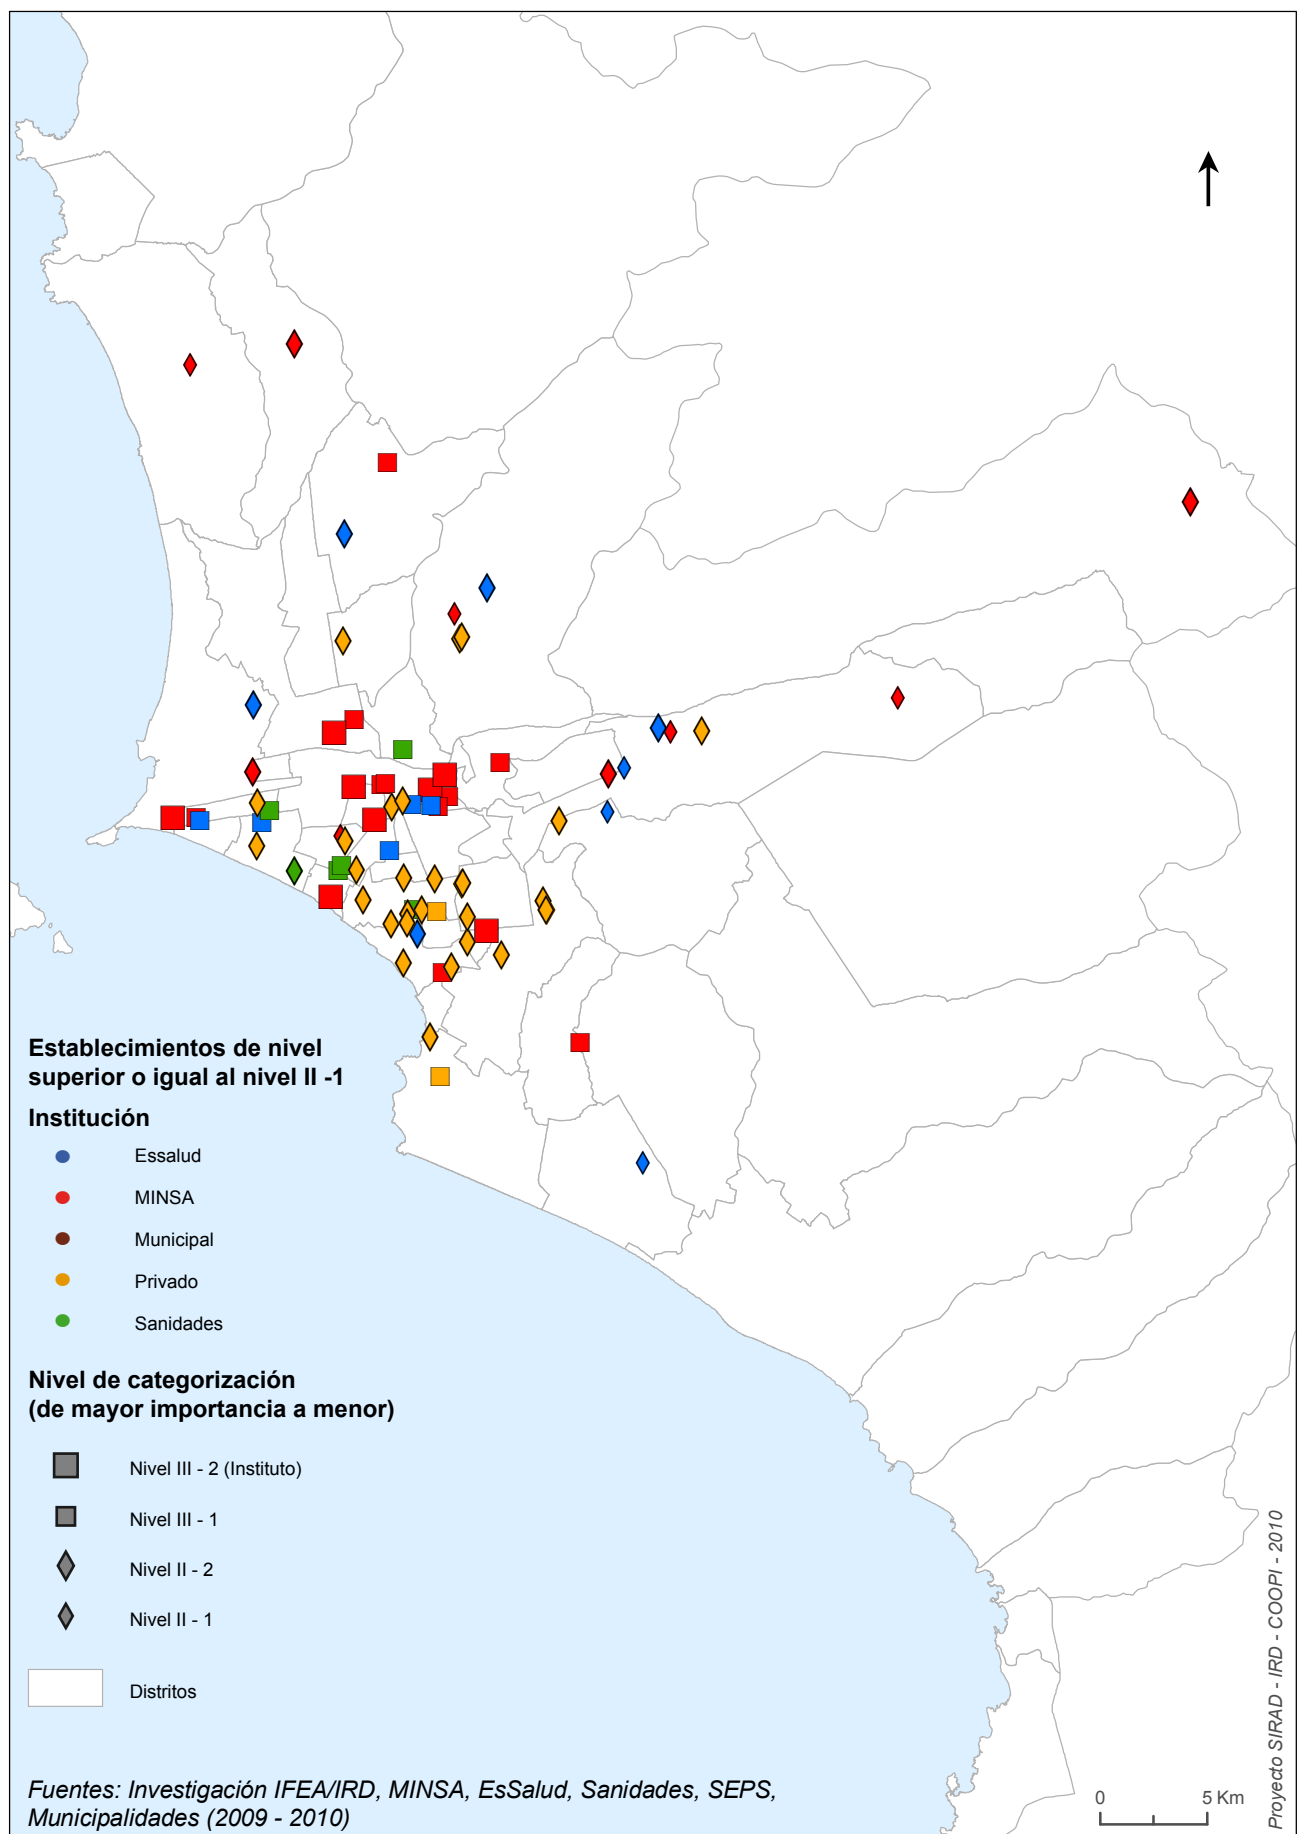 Establecimientos de nivel
superior o igual al nivel II -1
Institución
Essalud
MINSA
Municipal
Privado
Sanidades
Nivel de categorización
(de mayor importancia a menor)
Nivel III - 2 (Instituto)
Nivel III - 1
Nivel II - 2
Nivel II - 1
Distritos
Fuentes: Investigación IFEA/IRD, MINSA, EsSalud, Sanidades, SEPS,
Municipalidades (2009 - 2010)
0 5 Km
Proyecto SIRAD - IRD - COOPI - 2010